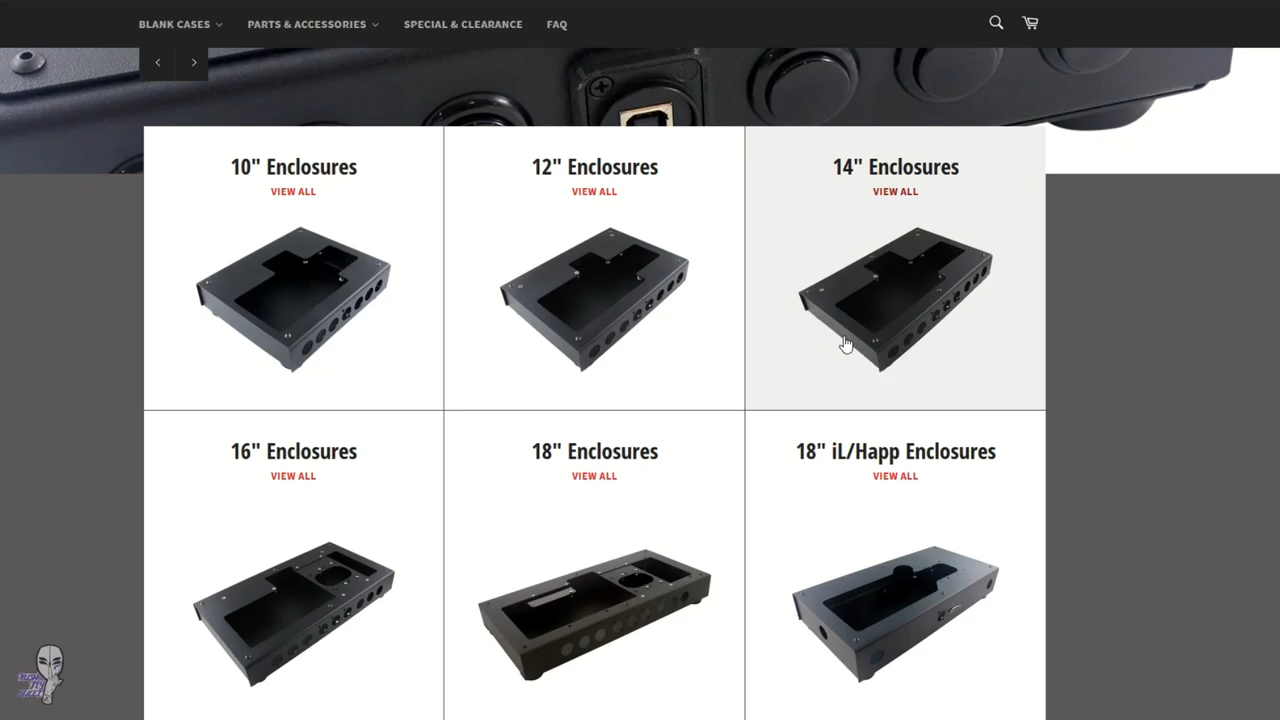 BLANK CASES PARTS & ACCESSORIES SPECIAL & CLEARANCE FAQ
10" Enclosures
VIEW ALL
12" Enclosures
VIEW ALL
14" Enclosures
VIEW ALL
16" Enclosures
VIEW ALL
18" Enclosures
VIEW ALL
18" iL/Happ Enclosures
VIEW ALL